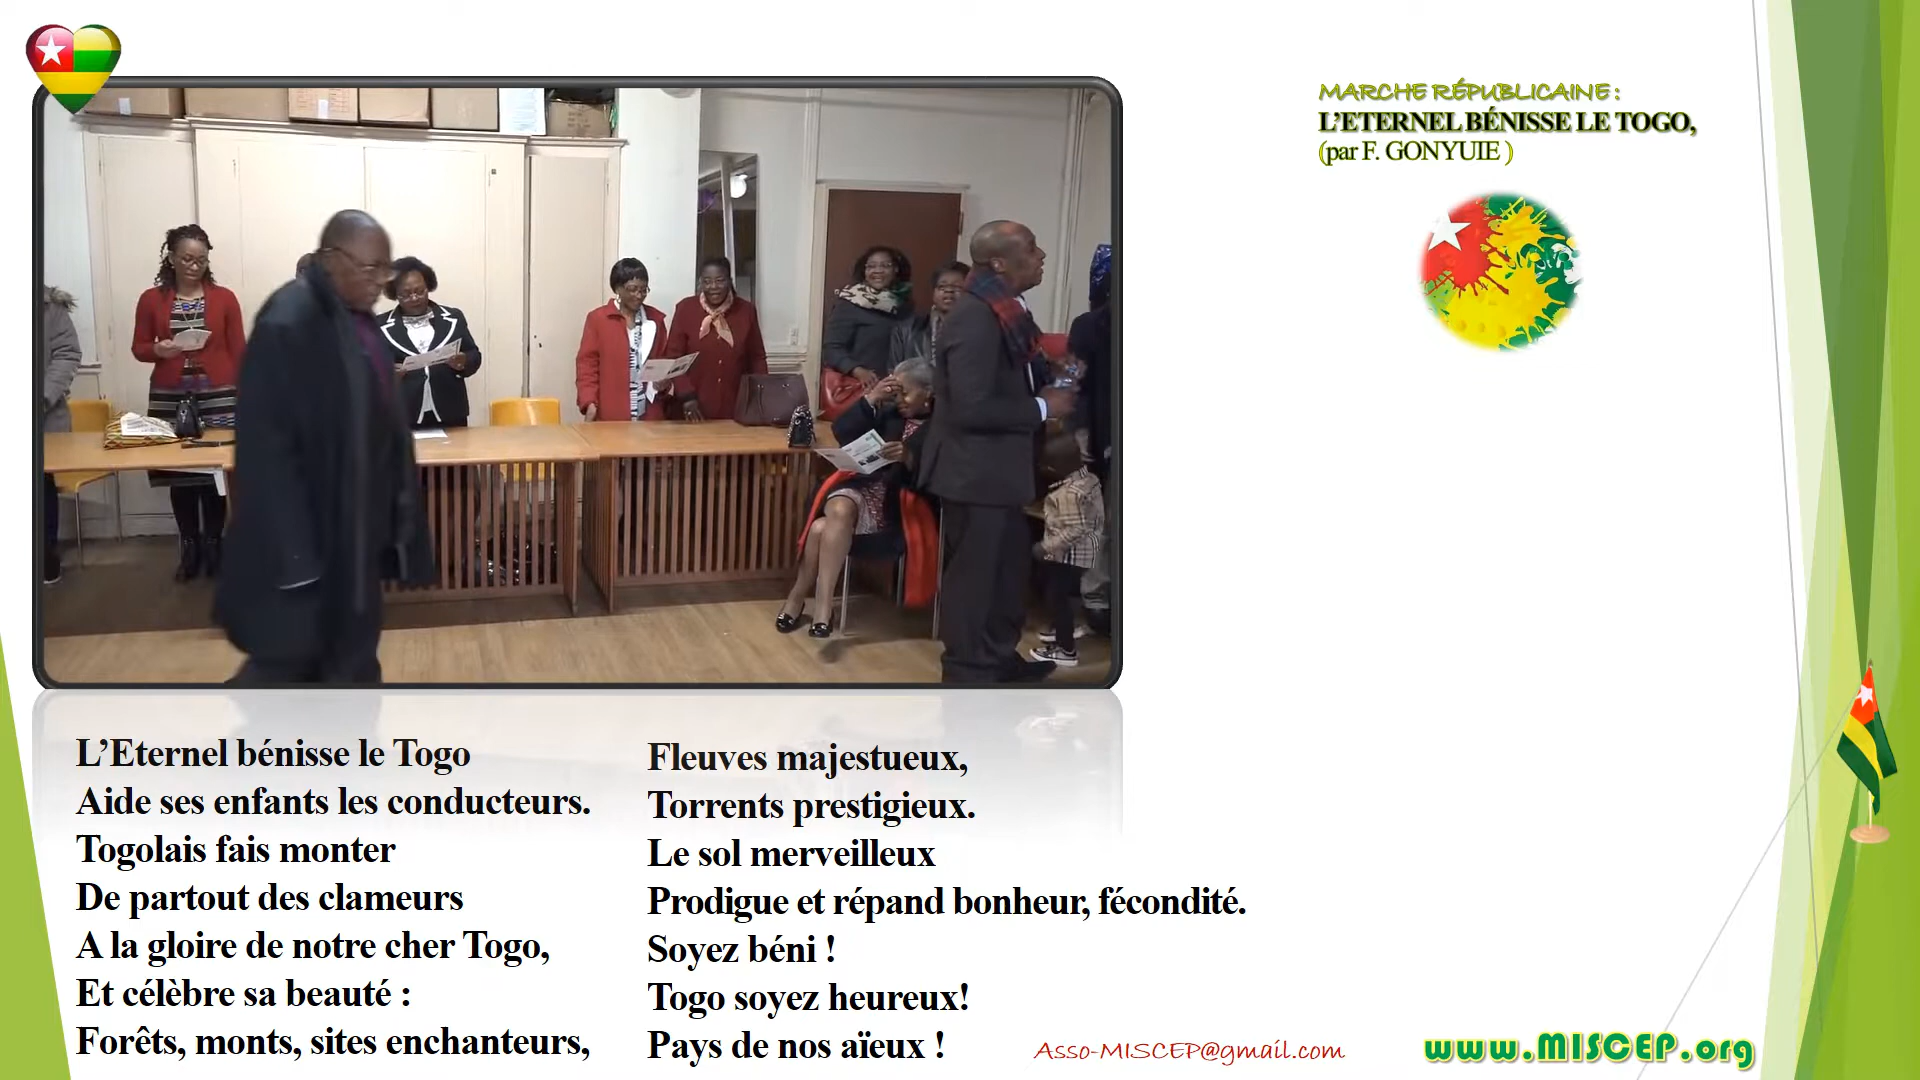 MARCHE RÉPUBLICAINE :
L’ETERNEL BÉNISSE LE TOGO,
(par F. GONYUIE )
L’Eternel bénisse le Togo
Aide ses enfants les conducteurs.
Togolais fais monter
De partout des clameurs
A la gloire de notre cher Togo,
Et célèbre sa beauté :
Forêts, monts, sites enchanteurs,
Fleuves majestueux,
Torrents prestigieux.
Le sol merveilleux
Prodigue et répand bonheur, fécondité.
Soyez béni !
Togo soyez heureux!
Pays de nos aïeux !
Asso-MISCEP@gmail.com
www.MISCEP.org